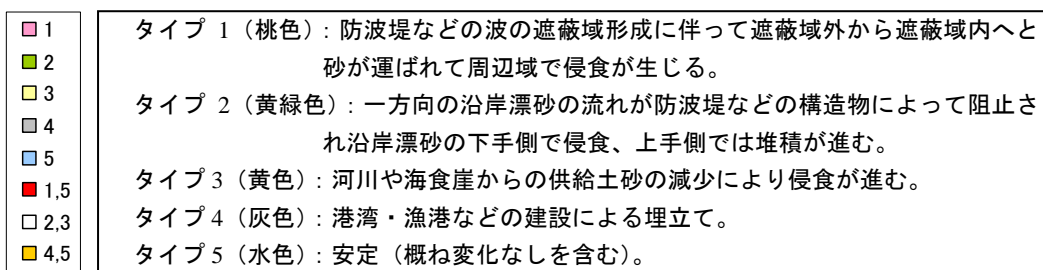 1
2
3
4
5
1,5
2,3
4,5
タイプ 1（桃色）: 防波堤などの波の遮蔽域形成に伴って遮蔽域外から遮蔽域内へと
砂が運ばれて周辺域で侵食が生じる。
タイプ 2（黄緑色）: 一方向の沿岸漂砂の流れが防波堤などの構造物によって阻止さ
れ沿岸漂砂の下手側で侵食、上手側では堆積が進む。
タイプ 3（黄色）: 河川や海食崖からの供給土砂の減少により侵食が進む。
タイプ 4（灰色）: 港湾・漁港などの建設による埋立て。
タイプ 5（水色）: 安定（概ね変化なしを含む）。